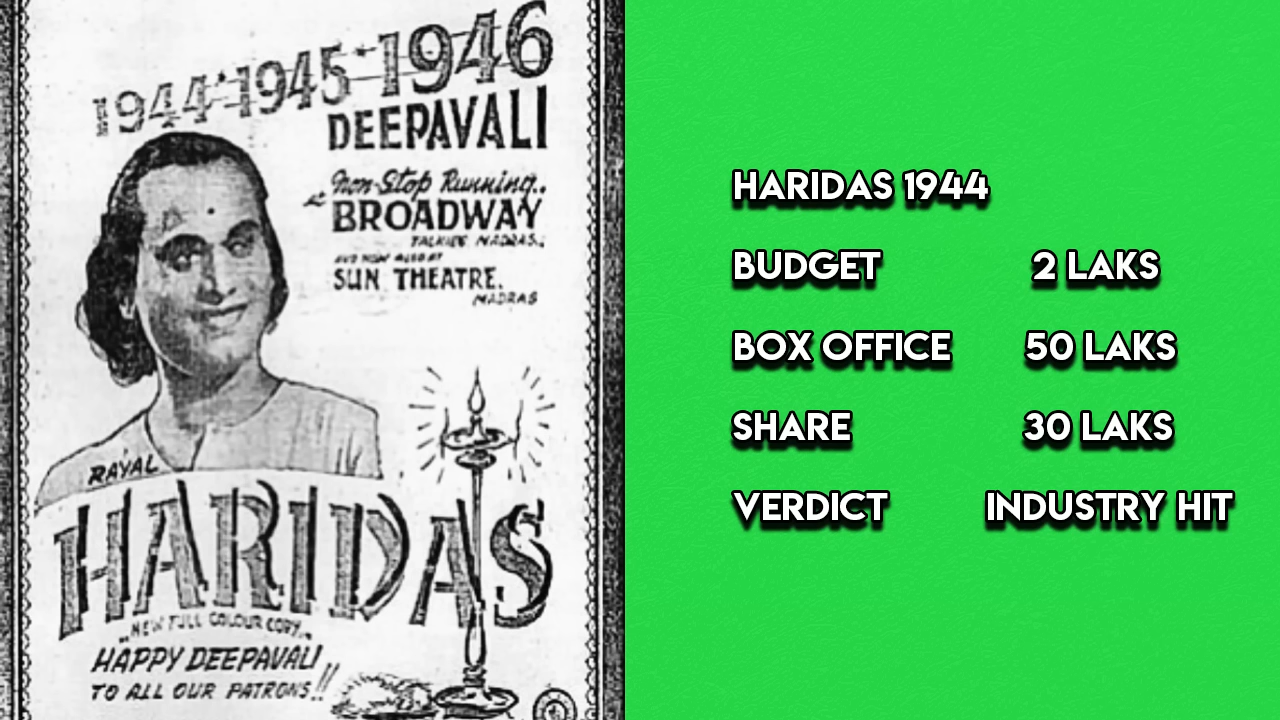 1944*1945*1946
DEEPAVALI
Non-Stop Running..
at BROADWAY
TALKIES, MADRAS.;
AND NOW ALSO AT
SUN THEATRE.
MADRAS
RAYAL
HARIDAS
"NEW FULL COLOUR COPY"
HAPPY DEEPAVALI
TO ALL OUR PATRONS!!
HARIDAS 1944
BUDGET 2 LAKS
BOX OFFICE 50 LAKS
SHARE 30 LAKS
VERDICT INDUSTRY HIT